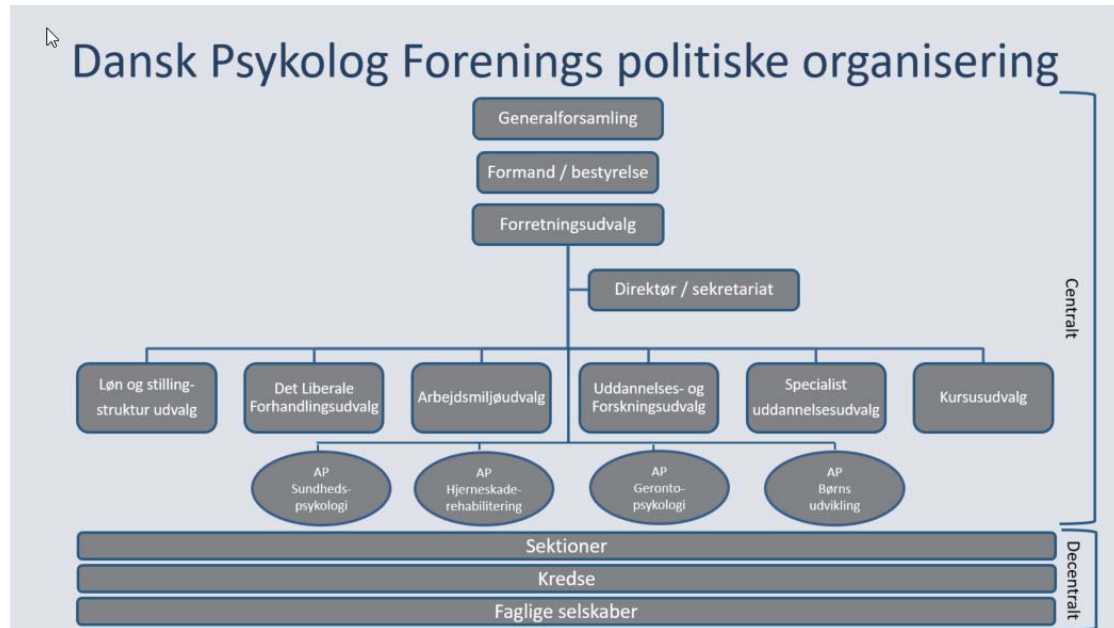 Dansk Psykolog Forenings politiske organisering
Generalforsamling
Formand / bestyrelse
Forretningsudvalg
Direktør / sekretariat
Centralt
Løn og stilling-
struktur udvalg
Det Liberale
Forhandlingsudvalg
Arbejdsmiljøudvalg
Uddannelses- og
Forskningsudvalg
Specialist
uddannelsesudvalg
Kursusudvalg
AP
Sundheds-
psykologi
AP
Hjerneskade-
rehabilitering
AP
Geronto-
psykologi
AP
Børns
udvikling
Sektioner
Kredse
Faglige selskaber
Decentralt